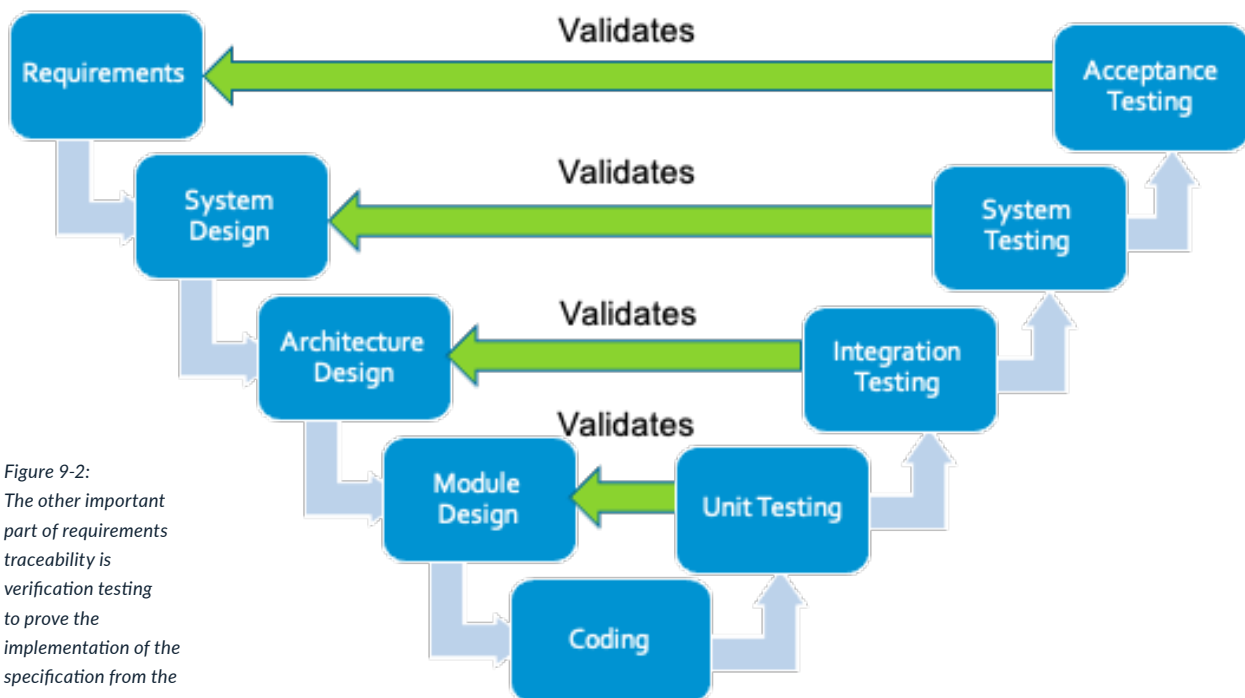 Validates
Requirements
Acceptance
Testing
Validates
System
Design
System
Testing
Validates
Architecture
Design
Integration
Testing
Validates
Module
Design
Unit Testing
Coding
Figure 9-2:
The other important
part of requirements
traceability is
verification testing
to prove the
implementation of the
specification from the